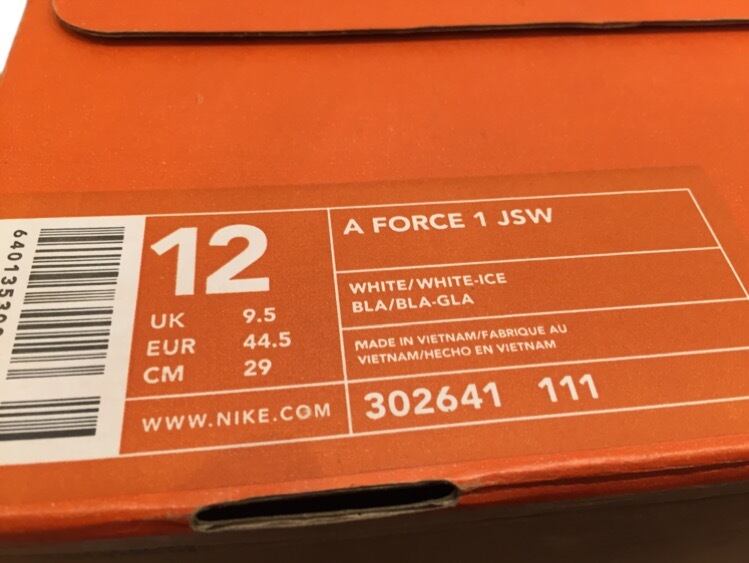 12
UK 9.5
EUR 44.5
CM 29
WWW.NIKE.COM
A FORCE 1 JSW
WHITE/WHITE-ICE
BLA/BLA-GLA
MADE IN VIETNAM/FABRIQUE AU
VIETNAM/HECHO EN VIETNAM
302641 111